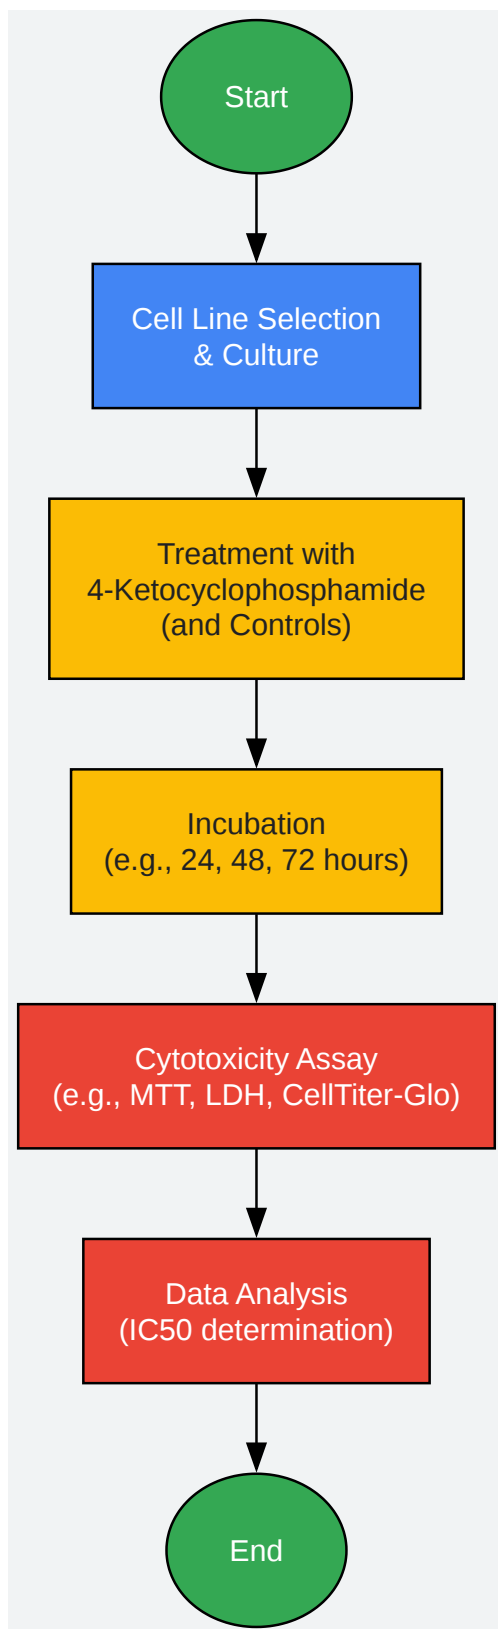 Start
Cell Line Selection
& Culture
Treatment with
4-Ketocyclophosphamide
(and Controls)
Incubation
(e.g., 24, 48, 72 hours)
Cytotoxicity Assay
(e.g., MTT, LDH, CellTiter-Glo)
Data Analysis
(IC50 determination)
End